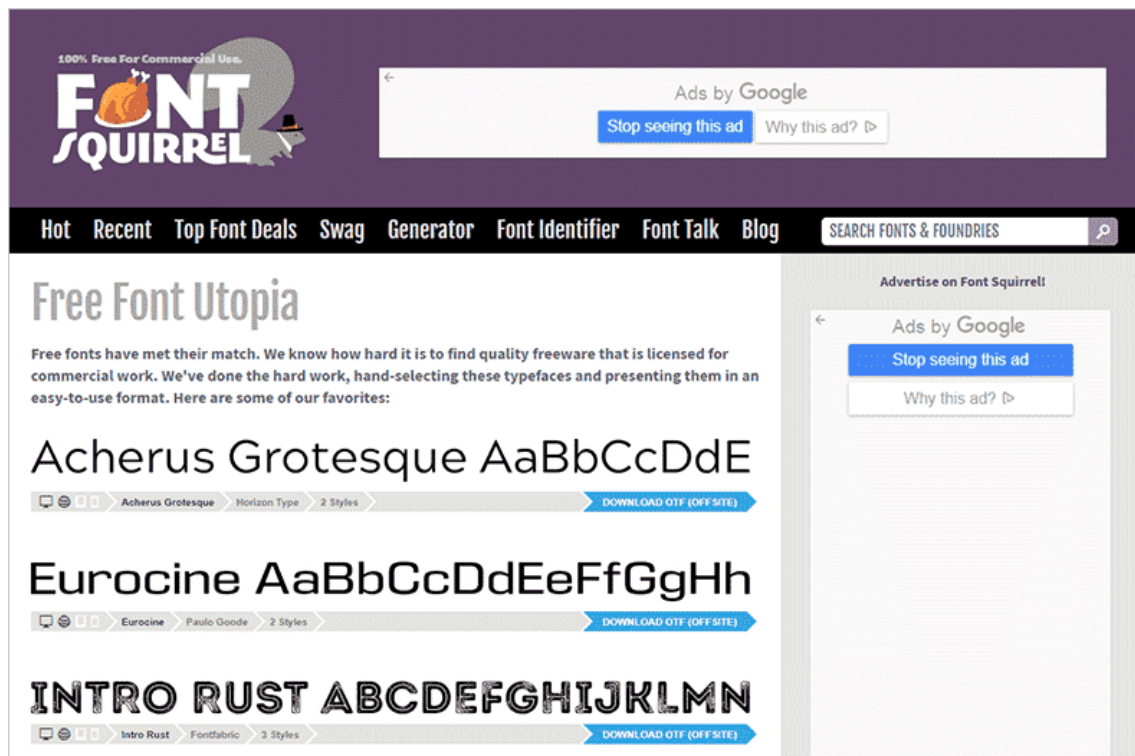 100% Free For Commercial Use.
FONT
SQUIRREL
Ads by Google
Stop seeing this ad Why this ad?
Hot Recent Top Font Deals Swag Generator Font Identifier Font Talk Blog SEARCH FONTS & FOUNDRIES
Free Font Utopia
Free fonts have met their match. We know how hard it is to find quality freeware that is licensed for
commercial work. We've done the hard work, hand-selecting these typefaces and presenting them in an
easy-to-use format. Here are some of our favorites:
Acherus Grotesque AaBbCcDdE
Acherus Grotesque Horizon Type 2 Styles DOWNLOAD OTF (OFFSITE)
Eurocine AaBbCcDdEeFfGgHh
Eurocine Paulo Goode 2 Styles DOWNLOAD OTF (OFFSITE)
INTRO RUST ABCDEFGHIJKLMN
Intro Rust Fontfabric 3 Styles DOWNLOAD OTF (OFFSITE)
Advertise on Font Squirrel!
Ads by Google
Stop seeing this ad
Why this ad?